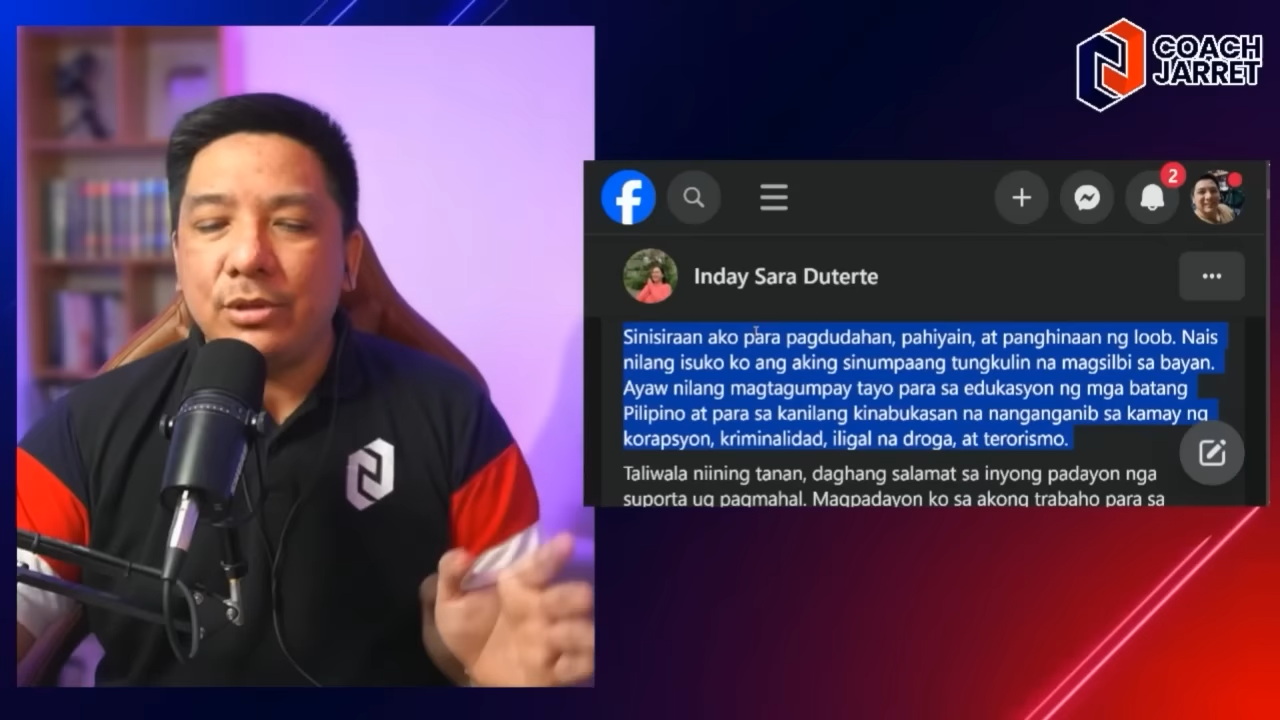 COACH
JARRET
2
Inday Sara Duterte
Sinisiraan ako para pagdudahan, pahiyain, at panghinaan ng loob. Nais
nilang isuko ko ang aking sinumpaang tungkulin na magsilbi sa bayan.
Ayaw nilang magtagumpay tayo para sa edukasyon ng mga batang
Pilipino at para sa kanilang kinabukasan na nanganganib sa kamay ng
korapsyon, kriminalidad, iligal na droga, at terorismo.
Taliwala niining tanan, daghang salamat sa inyong padayon nga
suporta ug pagmahal. Magpadayon ko sa akong trabaho para sa